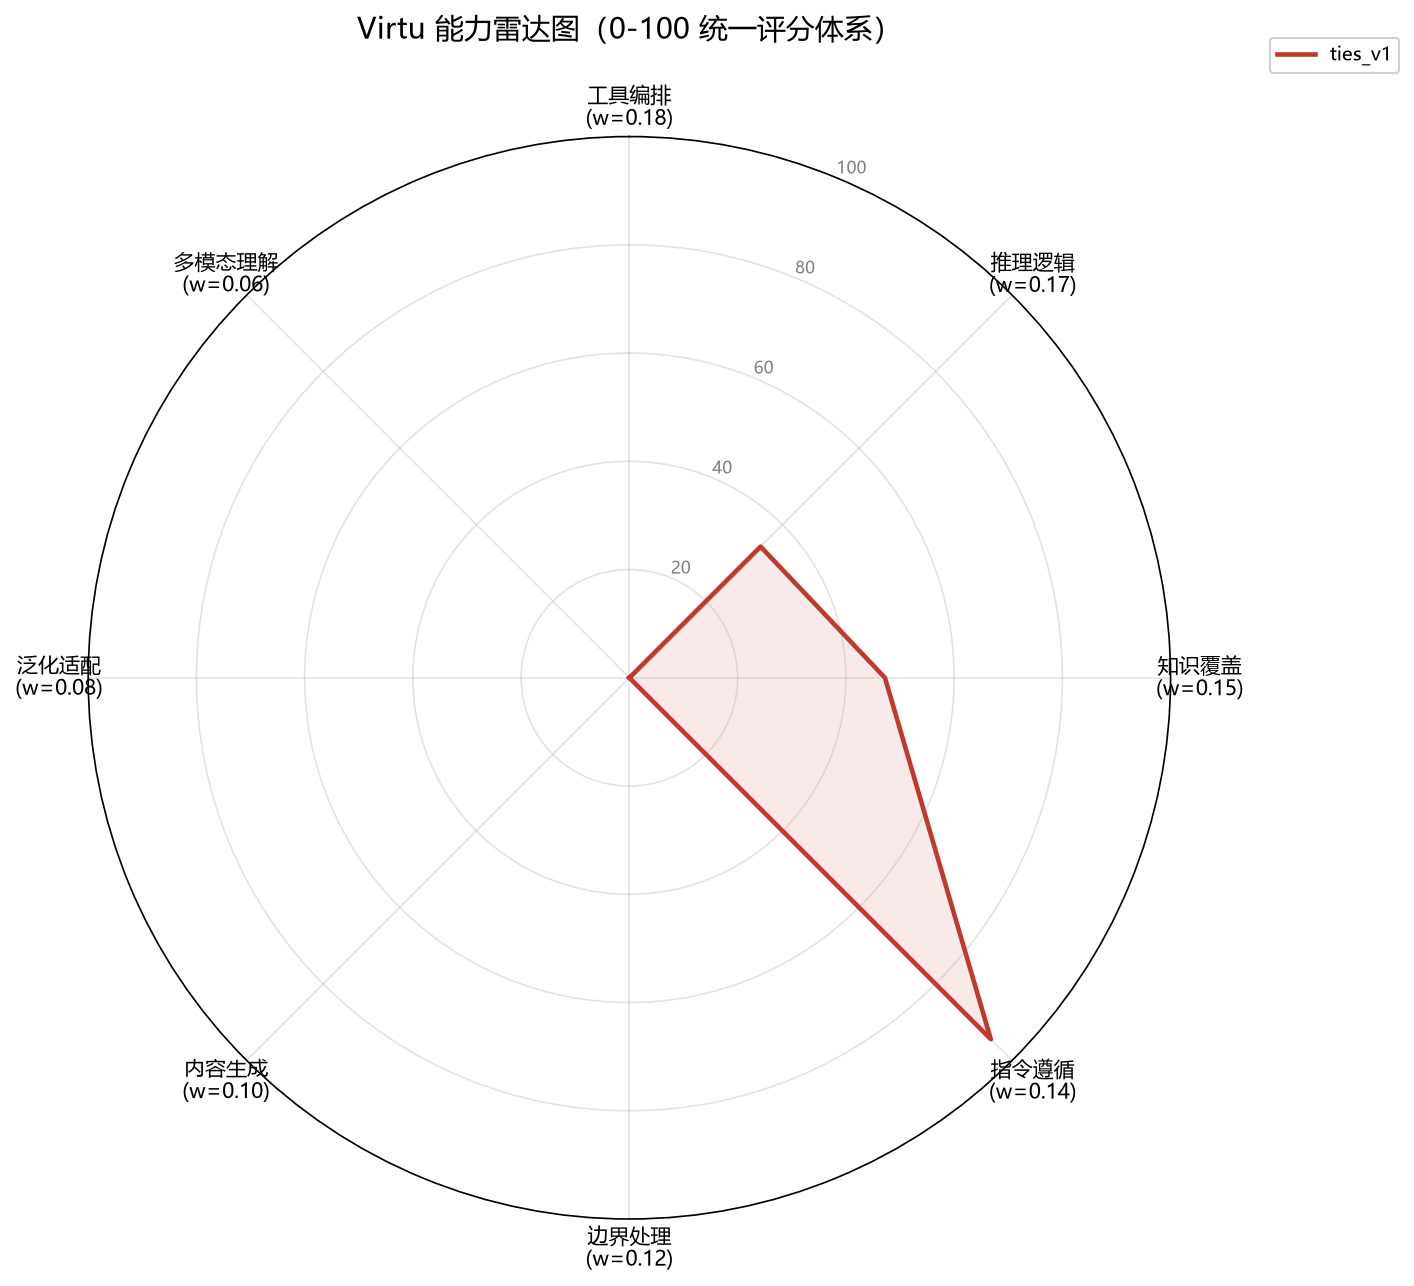 Virtu 能力雷达图（0-100 统一评分体系）
ties_v1
工具编排
(w=0.18)
100
多模态理解
(w=0.06)
80
推理逻辑
(w=0.17)
60
40
20
泛化适配
(w=0.08)
知识覆盖
(w=0.15)
内容生成
(w=0.10)
指令遵循
(w=0.14)
边界处理
(w=0.12)